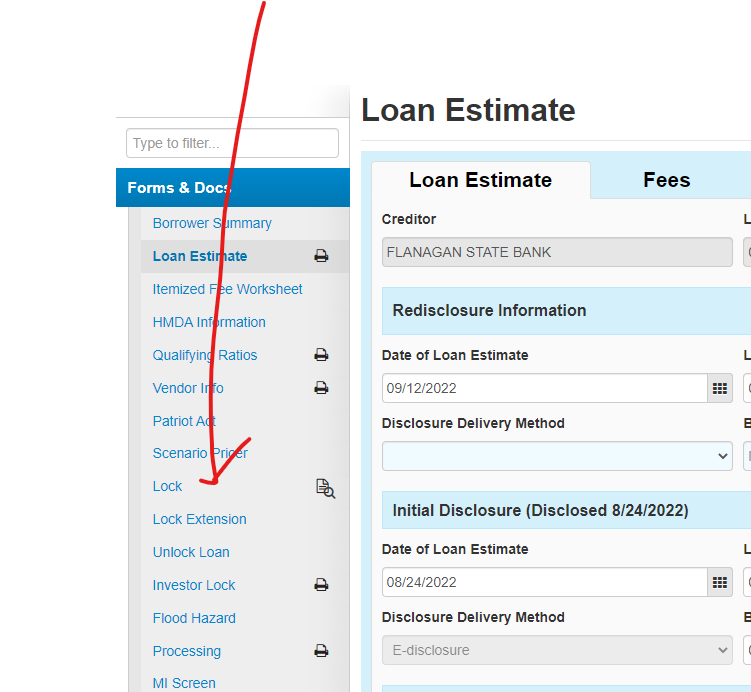 Loan Estimate
Type to filter...
Forms & Docs
Borrower Summary
Loan Estimate
Itemized Fee Worksheet
HMDA Information
Qualifying Ratios
Vendor Info
Patriot Act
Scenario Pricer
Lock
Lock Extension
Unlock Loan
Investor Lock
Flood Hazard
Processing
MI Screen
Loan Estimate Fees
Creditor
FLANAGAN STATE BANK
Redisclosure Information
Date of Loan Estimate
09/12/2022
Disclosure Delivery Method
Initial Disclosure (Disclosed 8/24/2022)
Date of Loan Estimate
08/24/2022
Disclosure Delivery Method
E-disclosure